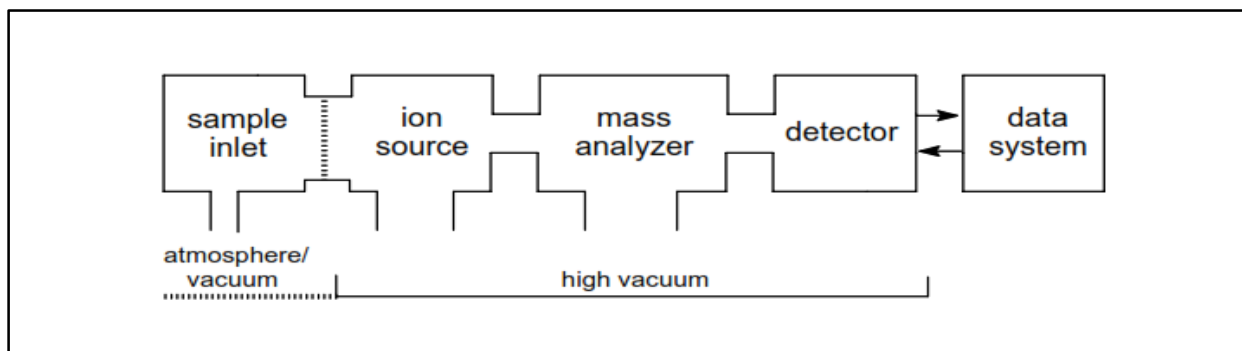 sample
inlet
ion
source
mass
analyzer
detector
data
system
atmosphere/
vacuum
high vacuum